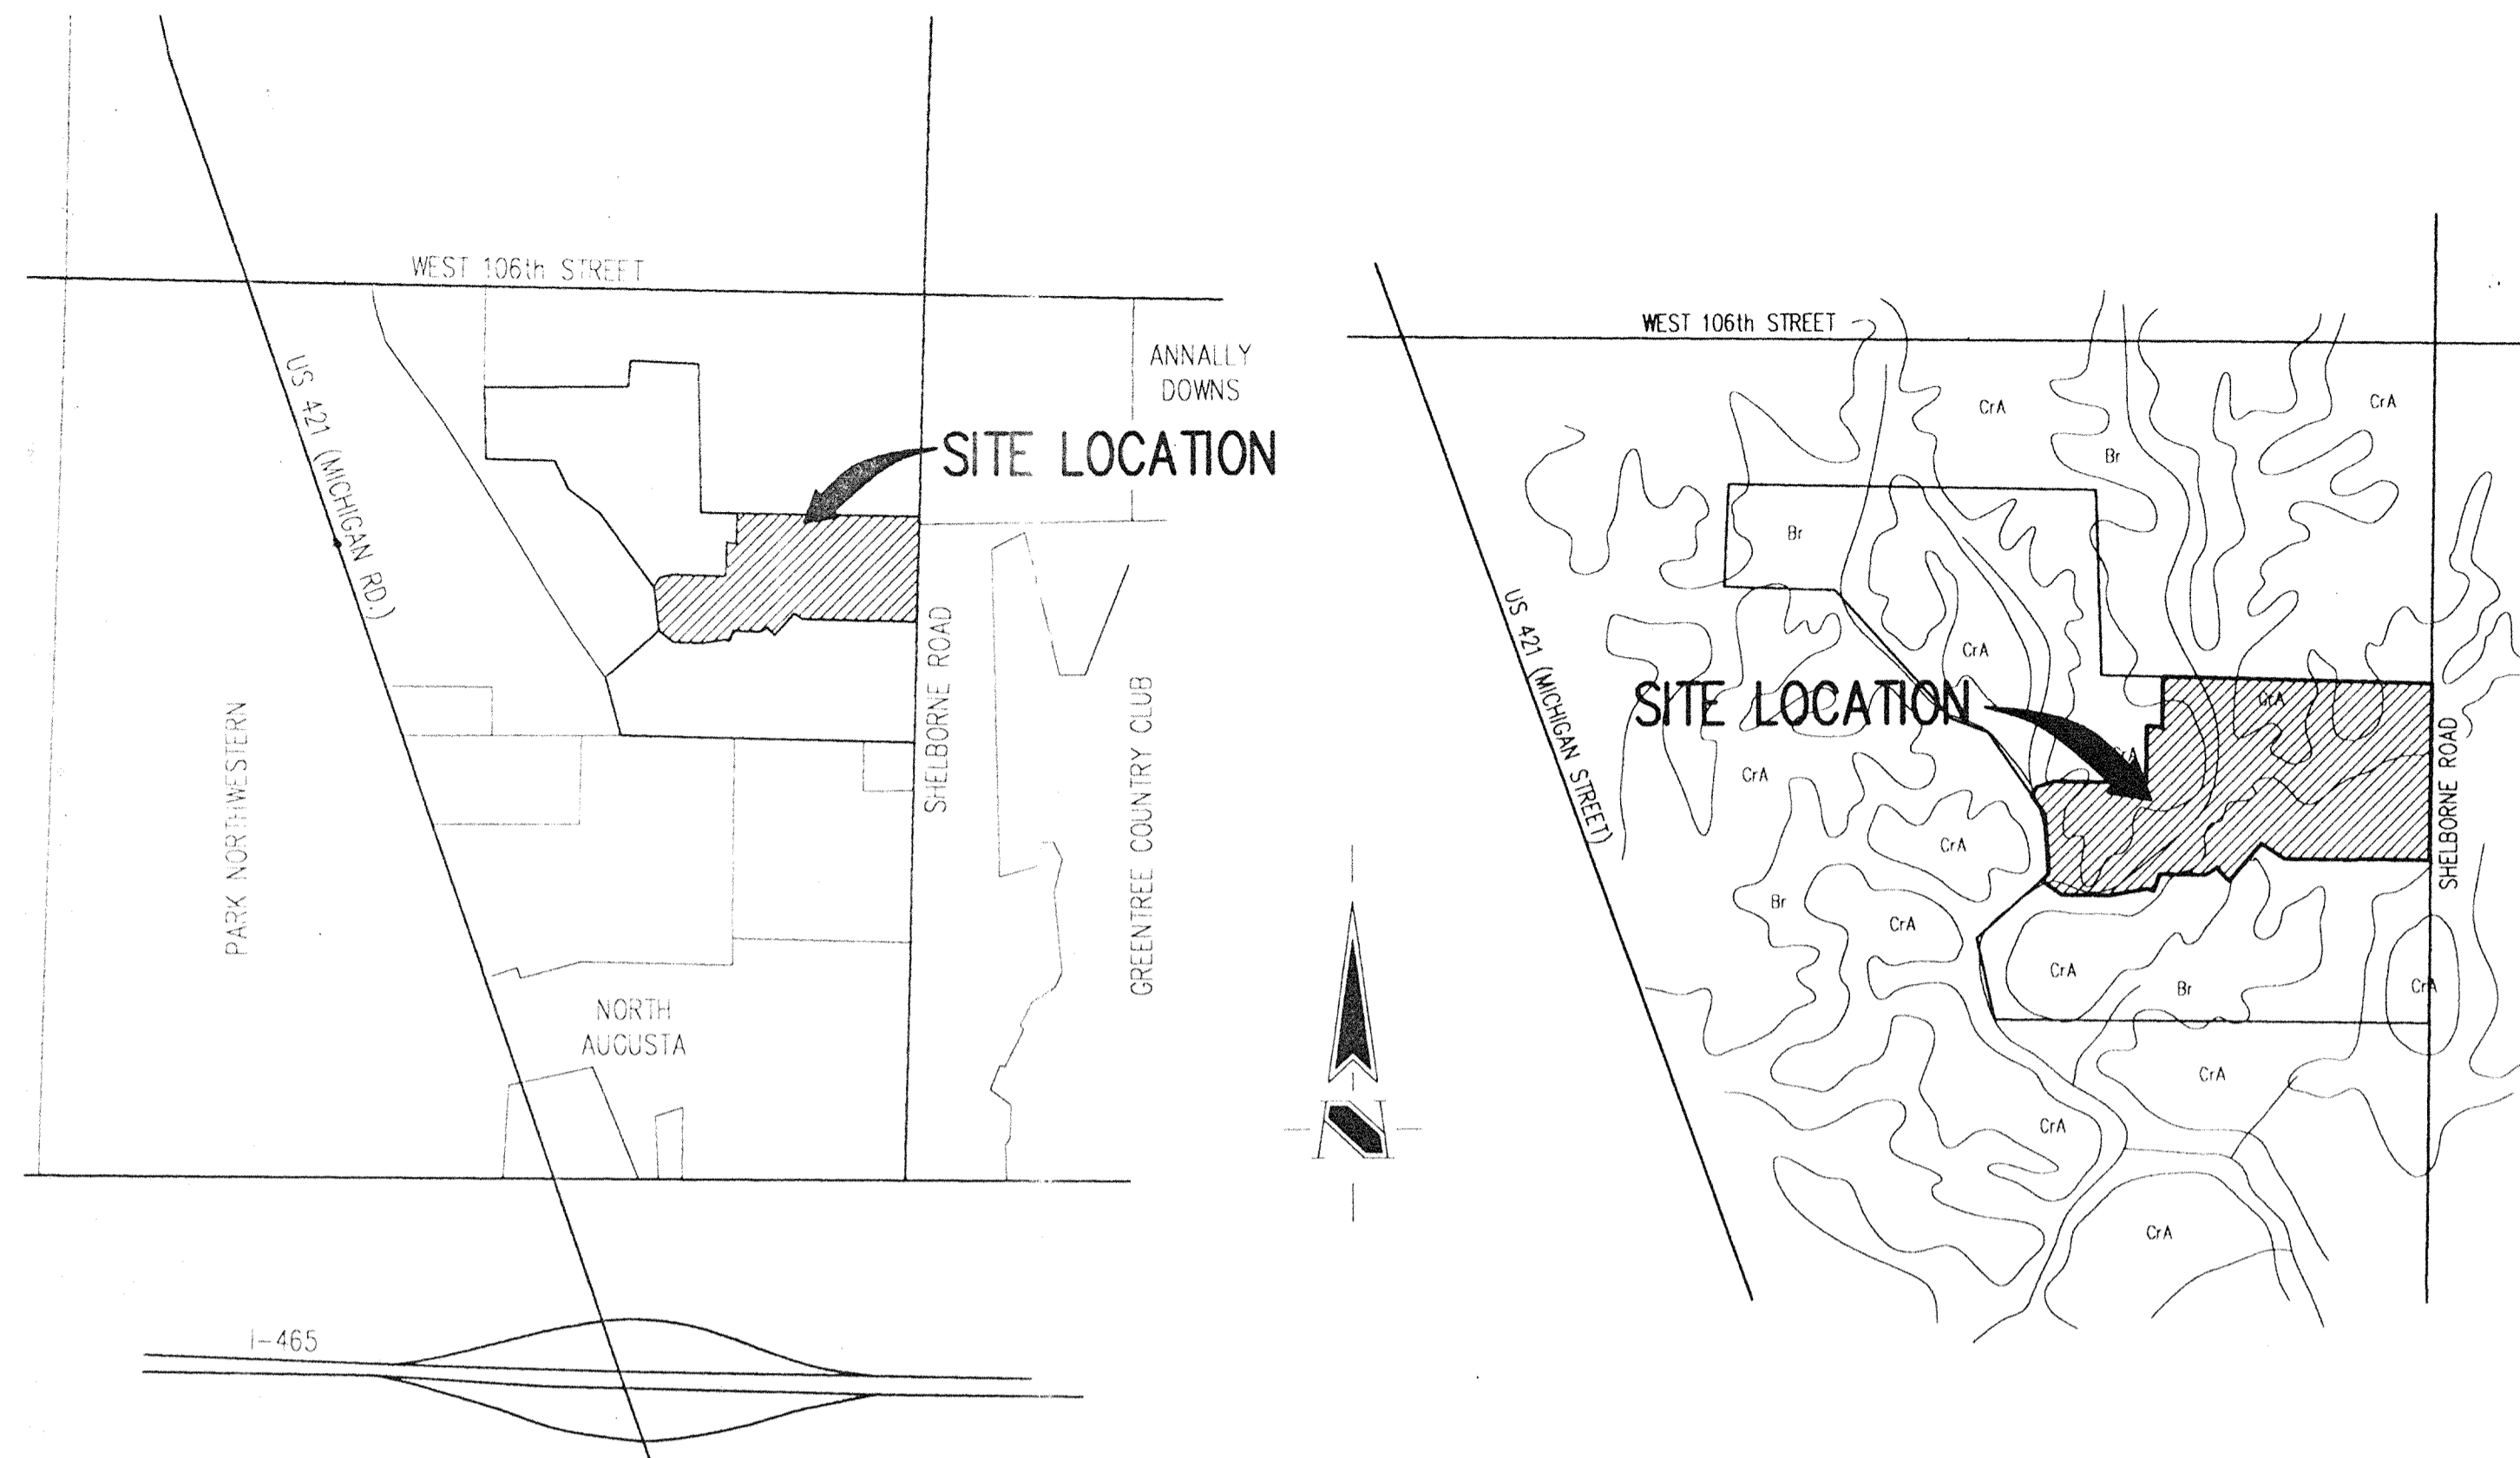 WEST 106th STREET
ANNALLY
DOWNS
SITE LOCATION
US 421 (MICHIGAN RD.)
SHELBORNE ROAD
PARK NORTHWESTERN
GREENTREE COUNTRY CLUB
NORTH
AUGUSTA
I-465
N
WEST 106th STREET
CrA
CrA
Br
Br
CrA
US 421 (MICHIGAN STREET)
SITE LOCATION
CrA
CrA
CrA
SHELBORNE ROAD
CrA
Br
CrA
CrA
Br
CrA
CrA
CrA
CrA